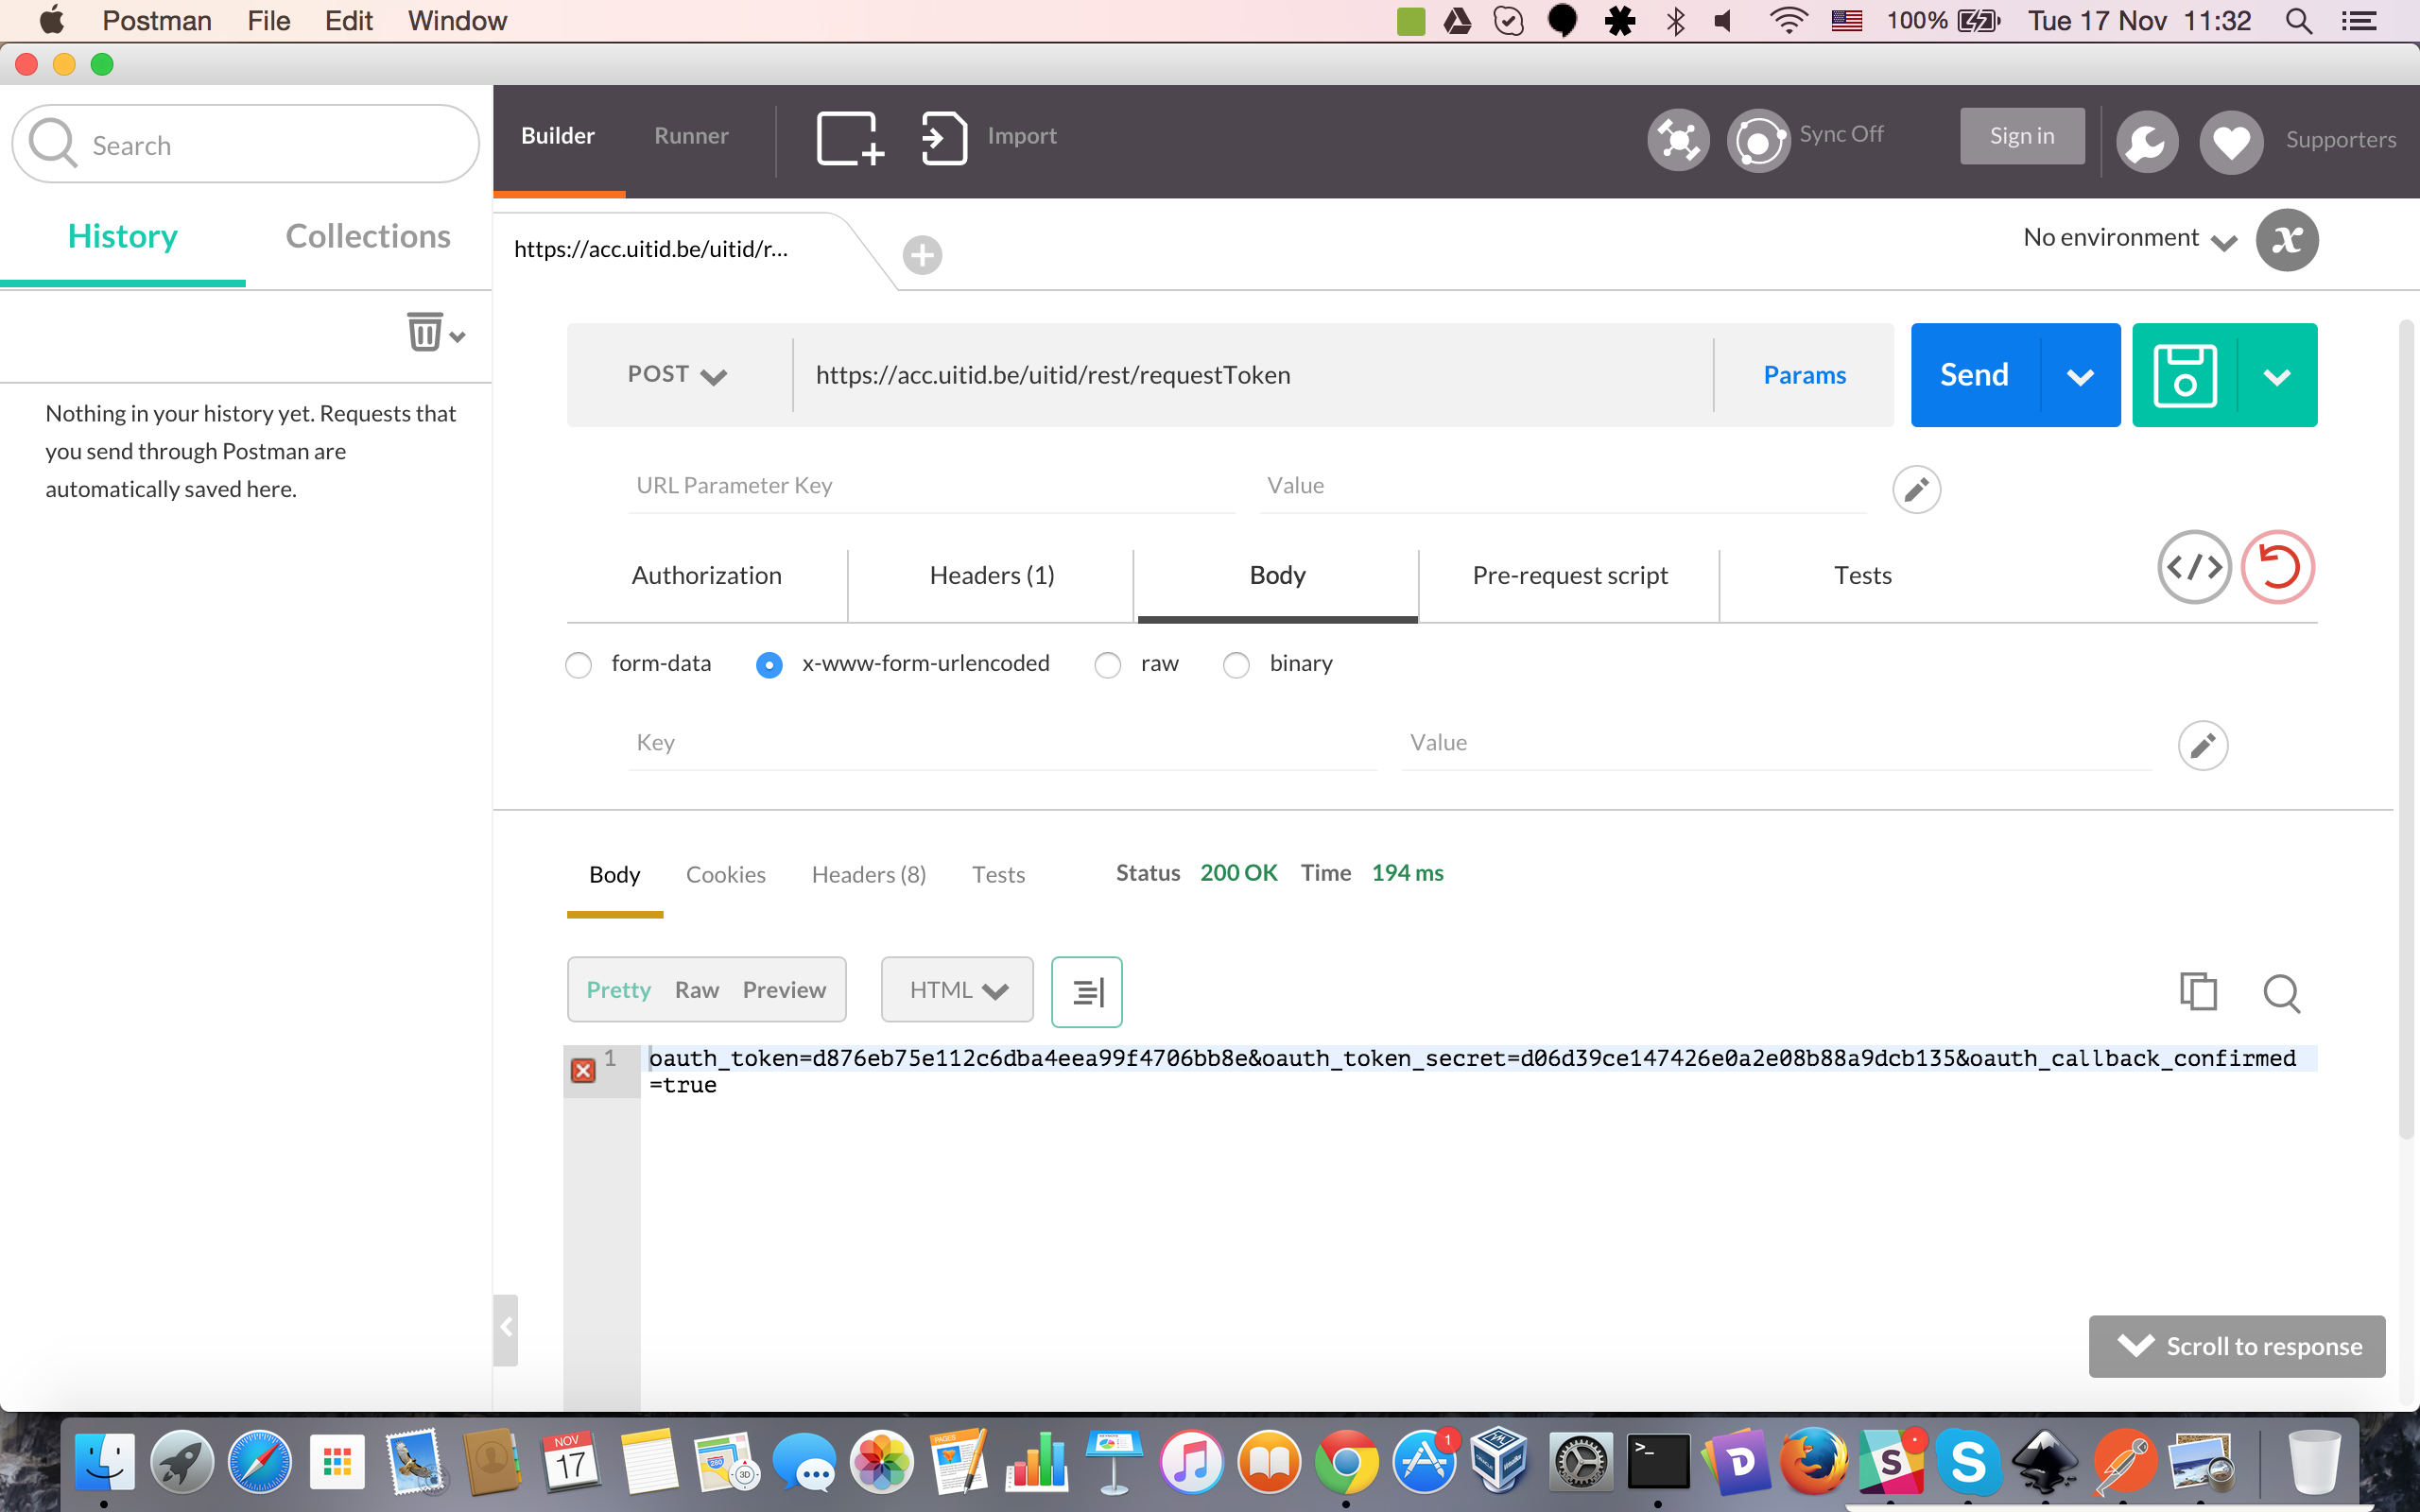 Postman File Edit Window 100% Tue 17 Nov 11:32
Search
Builder Runner Import Sync Off Sign in Supporters
History Collections
https://acc.uitid.be/uitid/r...
No environment
x
Nothing in your history yet. Requests that
you send through Postman are
automatically saved here.
POST https://acc.uitid.be/uitid/rest/requestToken Params Send
URL Parameter Key Value
Authorization Headers (1) Body Pre-request script Tests
form-data x-www-form-urlencoded raw binary
Key Value
Body Cookies Headers (8) Tests Status 200 OK Time 194 ms
Pretty Raw Preview HTML
1 oauth_token=d876eb75e112c6dba4eea99f4706bb8e&oauth_token_secret=d06d39ce147426e0a2e08b88a9dcb135&oauth_callback_confirmed
=true
Scroll to response
NOV
17
PAGES
280
3D
1
>_
D
S
S